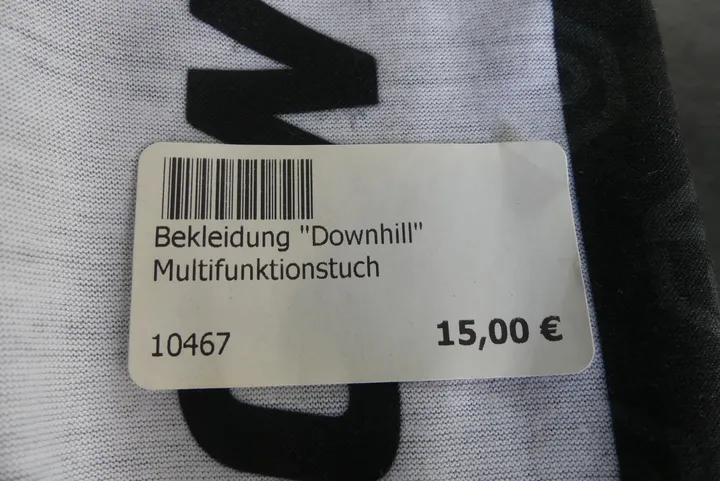 Bekleidung "Downhill"
Multifunktionstuch
10467
15,00 €